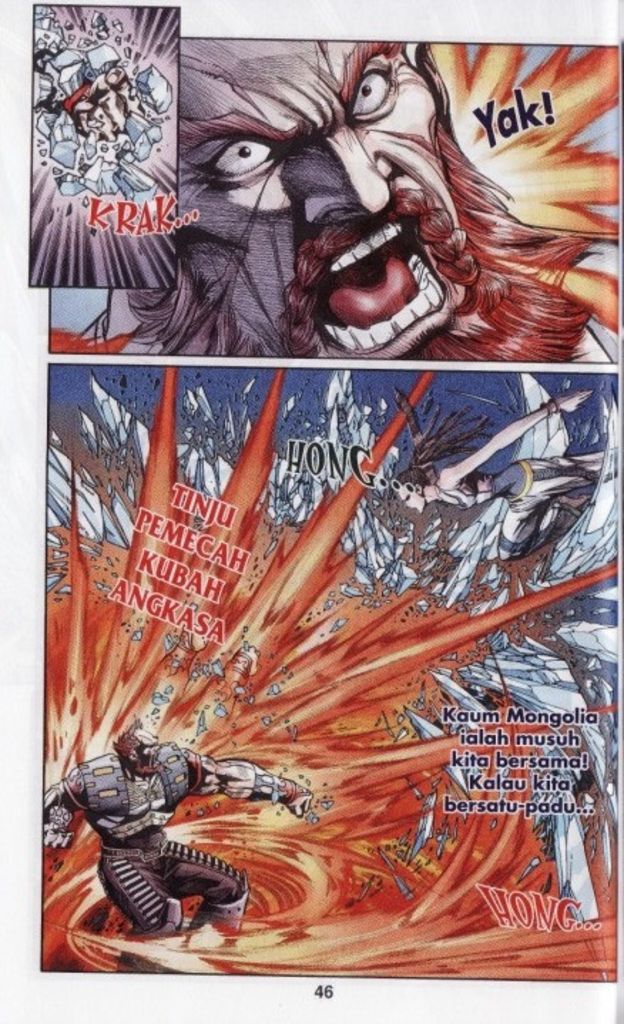 KRAK...
Yak!
HONG....
TINJU
PEMECAH
KUBAH
ANGKASA
Kaum Mongolia
ialah musuh
kita bersama!
Kalau kita
bersatu-padu...
HONG...
46